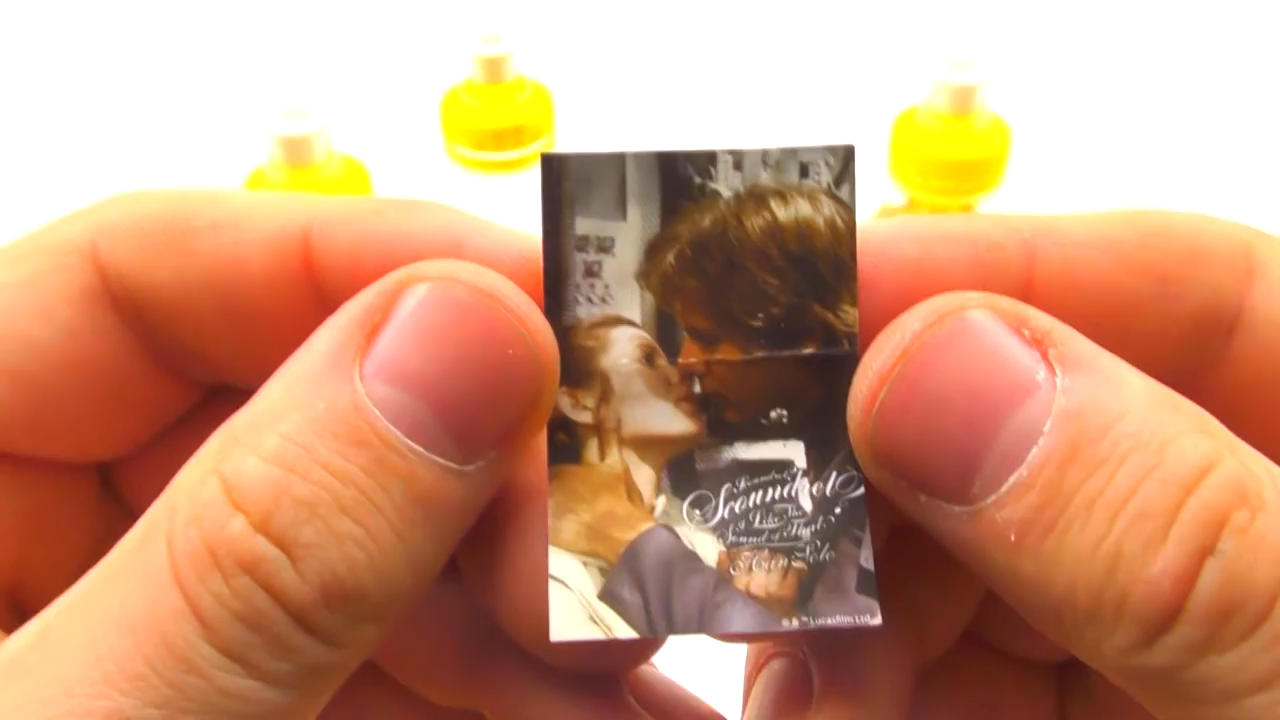 Scoundrel?
Scoundrel?
I Like The
Sound of That.
Han Solo
© & ™ Lucasfilm Ltd.